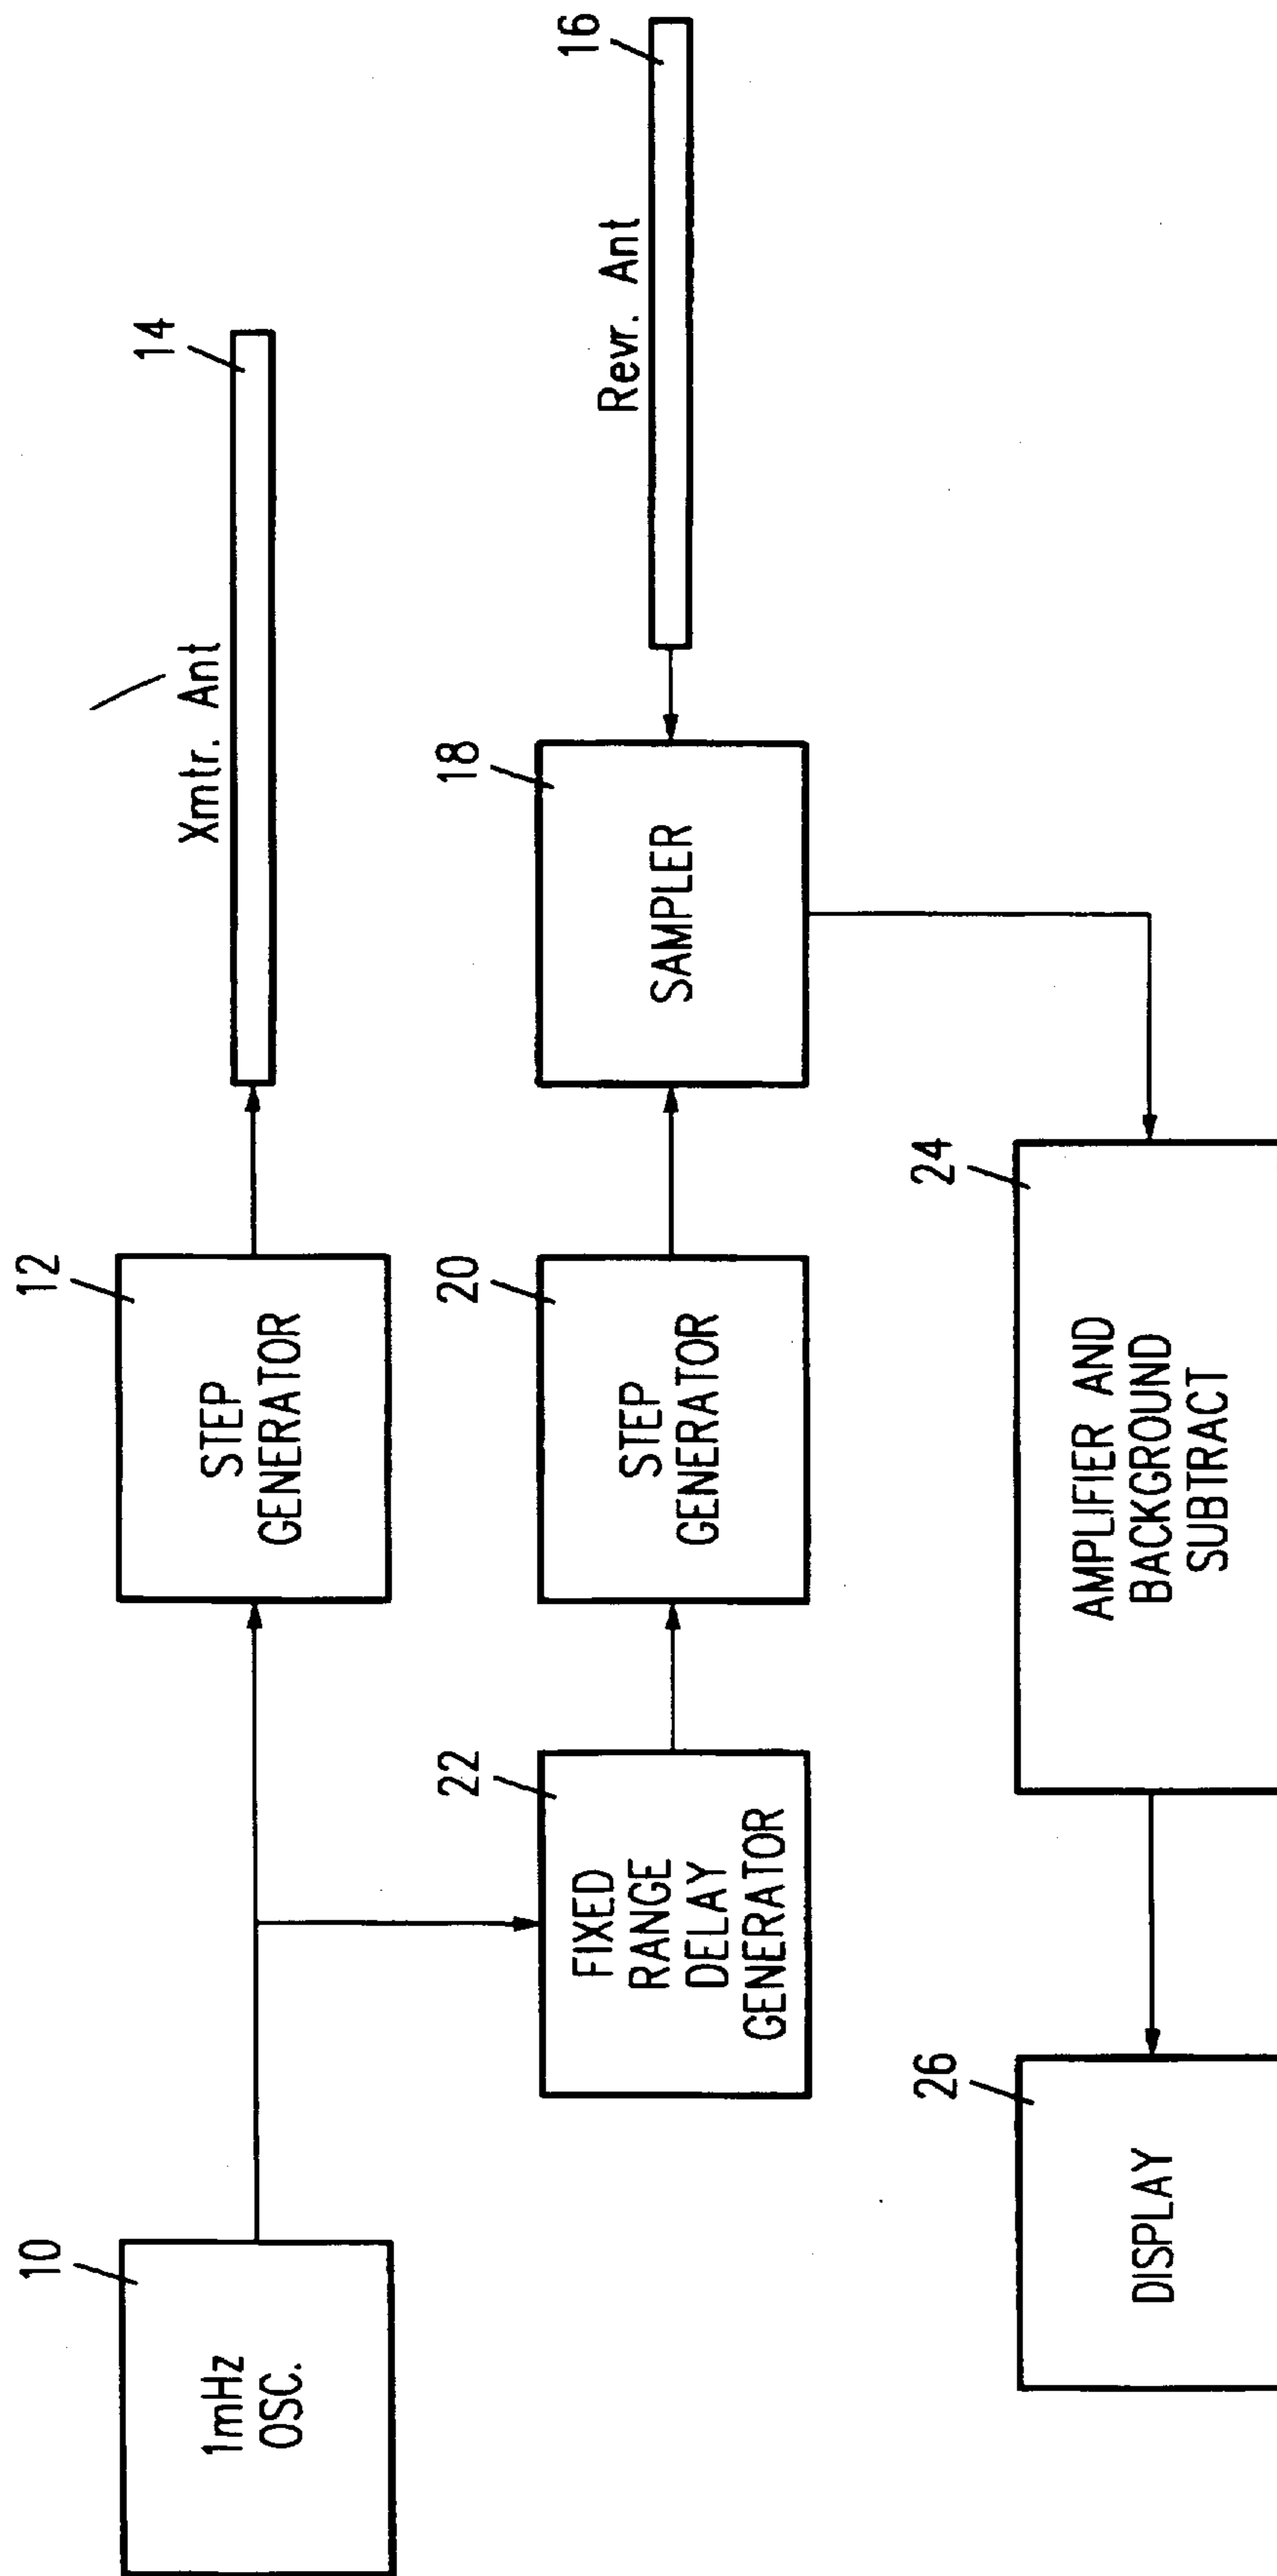 10
1mHz
OSC.
12
STEP
GENERATOR
Xmtr. Ant
14
22
FIXED
RANGE
DELAY
GENERATOR
20
STEP
GENERATOR
18
SAMPLER
Revr. Ant
16
26
DISPLAY
24
AMPLIFIER AND
BACKGROUND
SUBTRACT